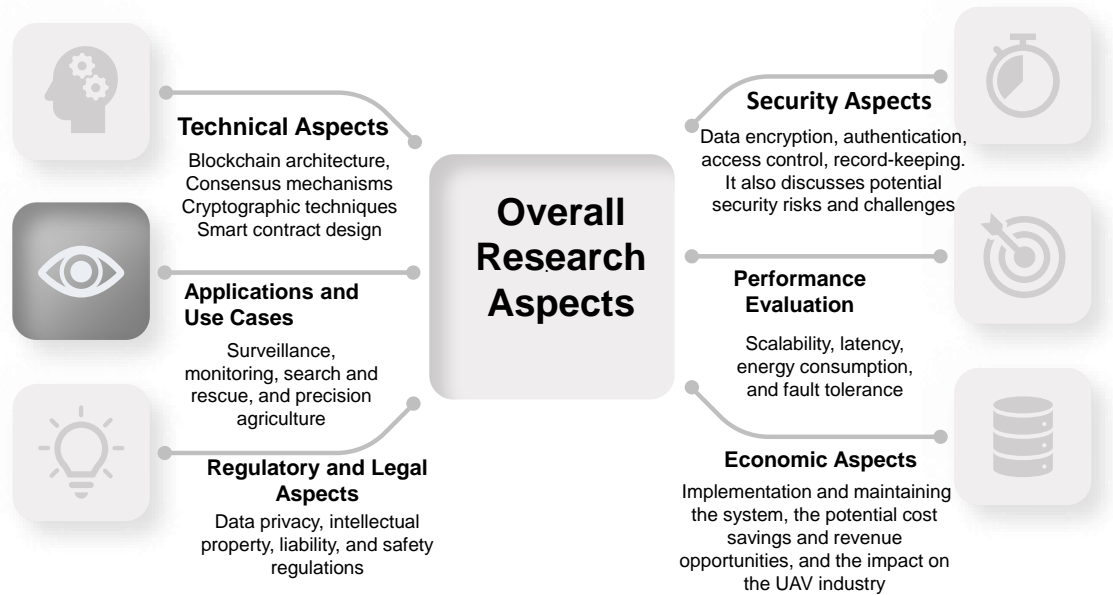 Technical Aspects
Blockchain architecture,
Consensus mechanisms
Cryptographic techniques
Smart contract design
Applications and
Use Cases
Surveillance,
monitoring, search and
rescue, and precision
agriculture
Regulatory and Legal
Aspects
Data privacy, intellectual
property, liability, and safety
regulations
Overall
Research
Aspects
Security Aspects
Data encryption, authentication,
access control, record-keeping.
It also discusses potential
security risks and challenges
Performance
Evaluation
Scalability, latency,
energy consumption,
and fault tolerance
Economic Aspects
Implementation and maintaining
the system, the potential cost
savings and revenue
opportunities, and the impact on
the UAV industry